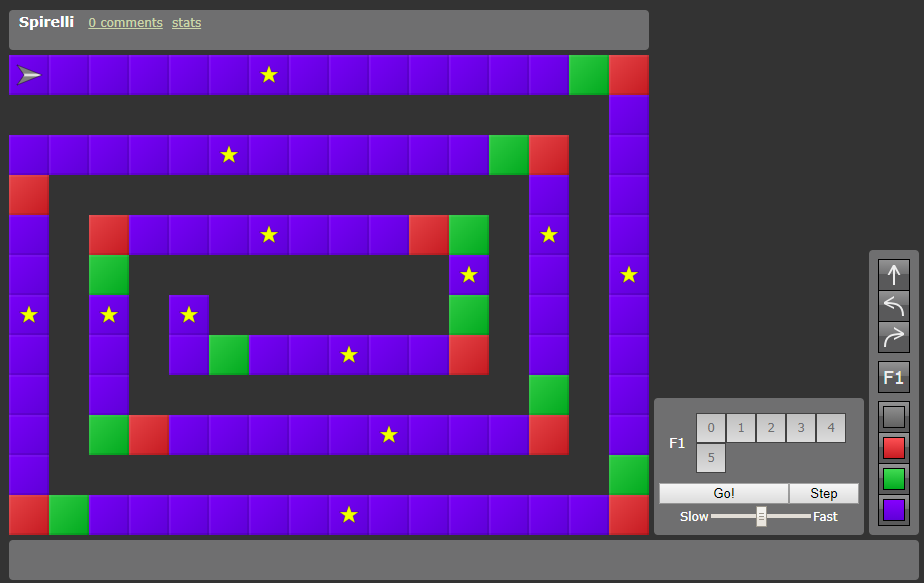 Spirelli 0 comments stats
F1
F1 0 1 2 3 4
5
Go! Step
Slow Fast